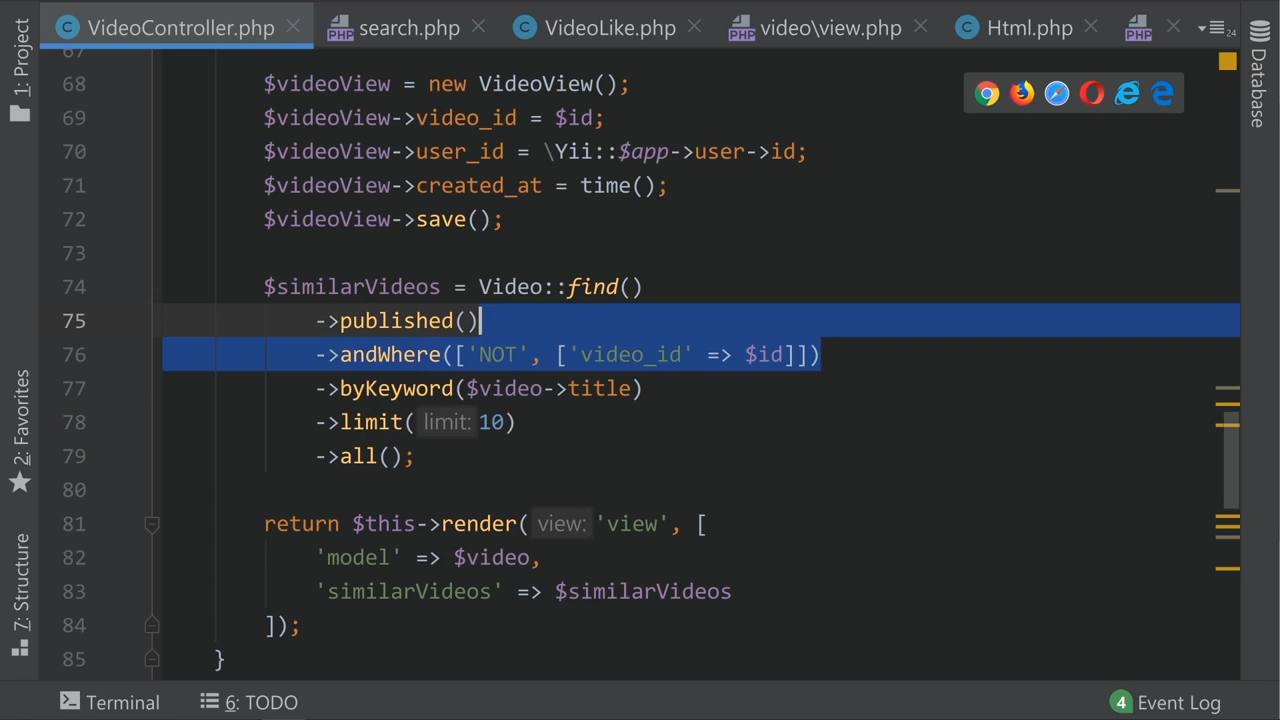 VideoController.php search.php VideoLike.php video\view.php Html.php 24
1: Project
Database
68 $videoView = new VideoView();
69 $videoView->video_id = $id;
70 $videoView->user_id = \Yii::$app->user->id;
71 $videoView->created_at = time();
72 $videoView->save();
73
74 $similarVideos = Video::find()
75 ->published()
76 ->andWhere(['NOT', ['video_id' => $id]])
77 ->byKeyword($video->title)
78 ->limit( limit: 10)
79 ->all();
80
81 return $this->render( view: 'view', [
82 'model' => $video,
83 'similarVideos' => $similarVideos
84 ]);
85 }
2: Favorites
7: Structure
Terminal 6: TODO 4 Event Log